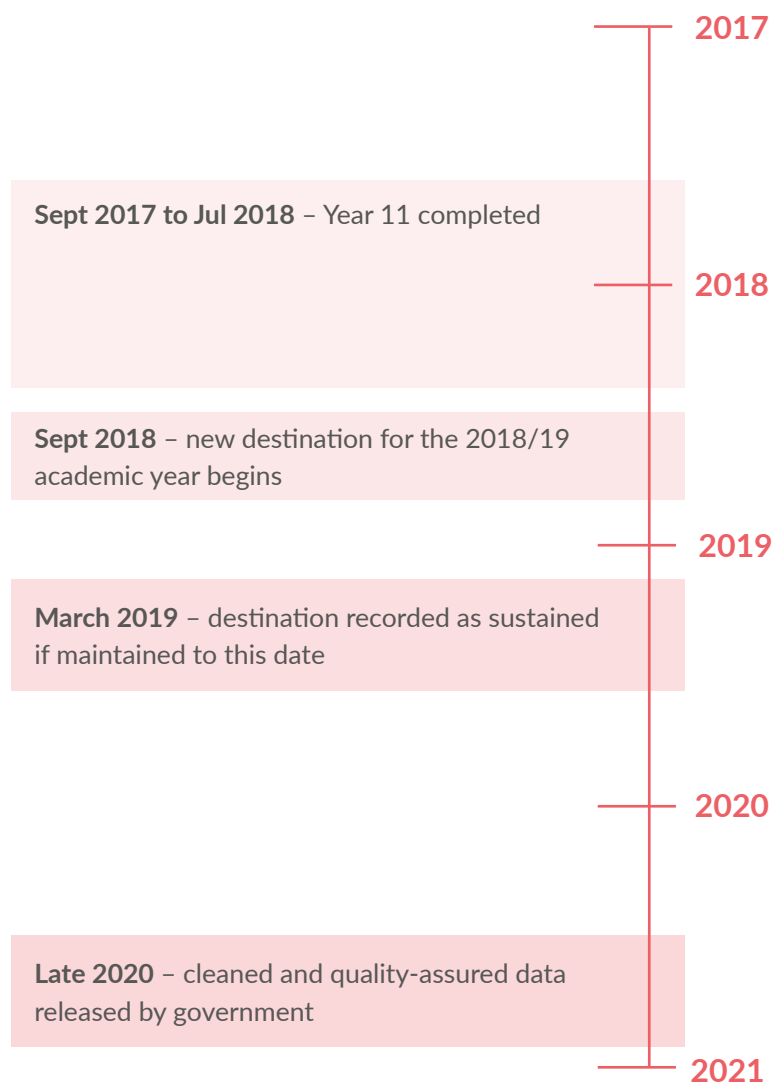 2017
Sept 2017 to Jul 2018 – Year 11 completed
2018
Sept 2018 – new destination for the 2018/19
academic year begins
2019
March 2019 – destination recorded as sustained
if maintained to this date
2020
Late 2020 – cleaned and quality-assured data
released by government
2021